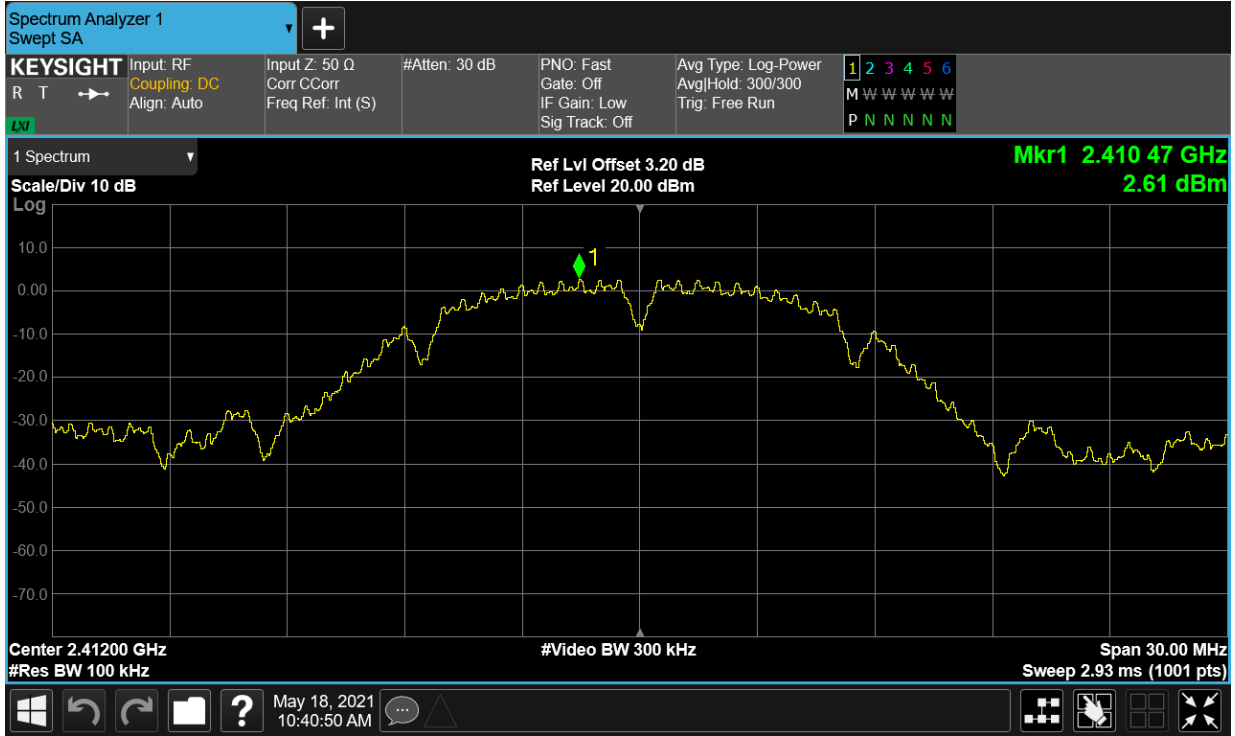 Spectrum Analyzer 1
Swept SA
KEYSIGHT
R T
LXI
Input: RF
Coupling: DC
Align: Auto
Input Z: 50 Ω
Corr CCorr
Freq Ref: Int (S)
#Atten: 30 dB
PNO: Fast
Gate: Off
IF Gain: Low
Sig Track: Off
Avg Type: Log-Power
Avg|Hold: 300/300
Trig: Free Run
1 2 3 4 5 6
M W W W W W
P N N N N N
1 Spectrum
Scale/Div 10 dB
Ref Lvl Offset 3.20 dB
Ref Level 20.00 dBm
Mkr1 2.410 47 GHz
2.61 dBm
Log
1
10.0
0.00
-10.0
-20.0
-30.0
-40.0
-50.0
-60.0
-70.0
Center 2.41200 GHz
#Res BW 100 kHz
#Video BW 300 kHz
Span 30.00 MHz
Sweep 2.93 ms (1001 pts)
?
May 18, 2021
10:40:50 AM